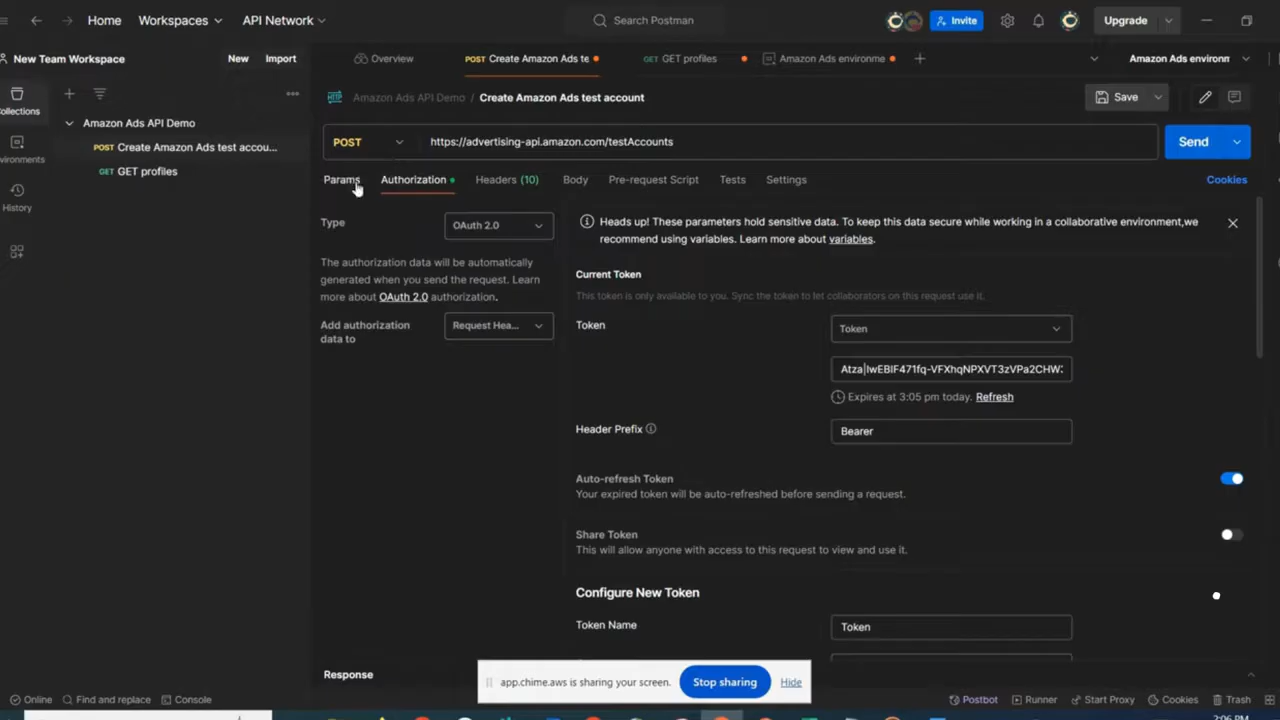 Home Workspaces API Network Search Postman Invite Upgrade
New Team Workspace New Import Overview POST Create Amazon Ads te GET GET profiles Amazon Ads environme Amazon Ads environm
Amazon Ads API Demo / Create Amazon Ads test account Save
ollections
Amazon Ads API Demo
POST Create Amazon Ads test accou...
GET GET profiles
vironments
History
POST https://advertising-api.amazon.com/testAccounts Send
Params Authorization Headers (10) Body Pre-request Script Tests Settings Cookies
Type OAuth 2.0
The authorization data will be automatically
generated when you send the request. Learn
more about OAuth 2.0 authorization.
Add authorization
data to
Request Hea...
Heads up! These parameters hold sensitive data. To keep this data secure while working in a collaborative environment,we
recommend using variables. Learn more about variables.
Current Token
This token is only available to you. Sync the token to let collaborators on this request use it.
Token Token
Expires at 3:05 pm today. Refresh
Header Prefix Bearer
Auto-refresh Token
Your expired token will be auto-refreshed before sending a request.
Share Token
This will allow anyone with access to this request to view and use it.
Configure New Token
Token Name Token
Response
app.chime.aws is sharing your screen. Stop sharing Hide
Online Find and replace Console Postbot Runner Start Proxy Cookies Trash
2:06 PM